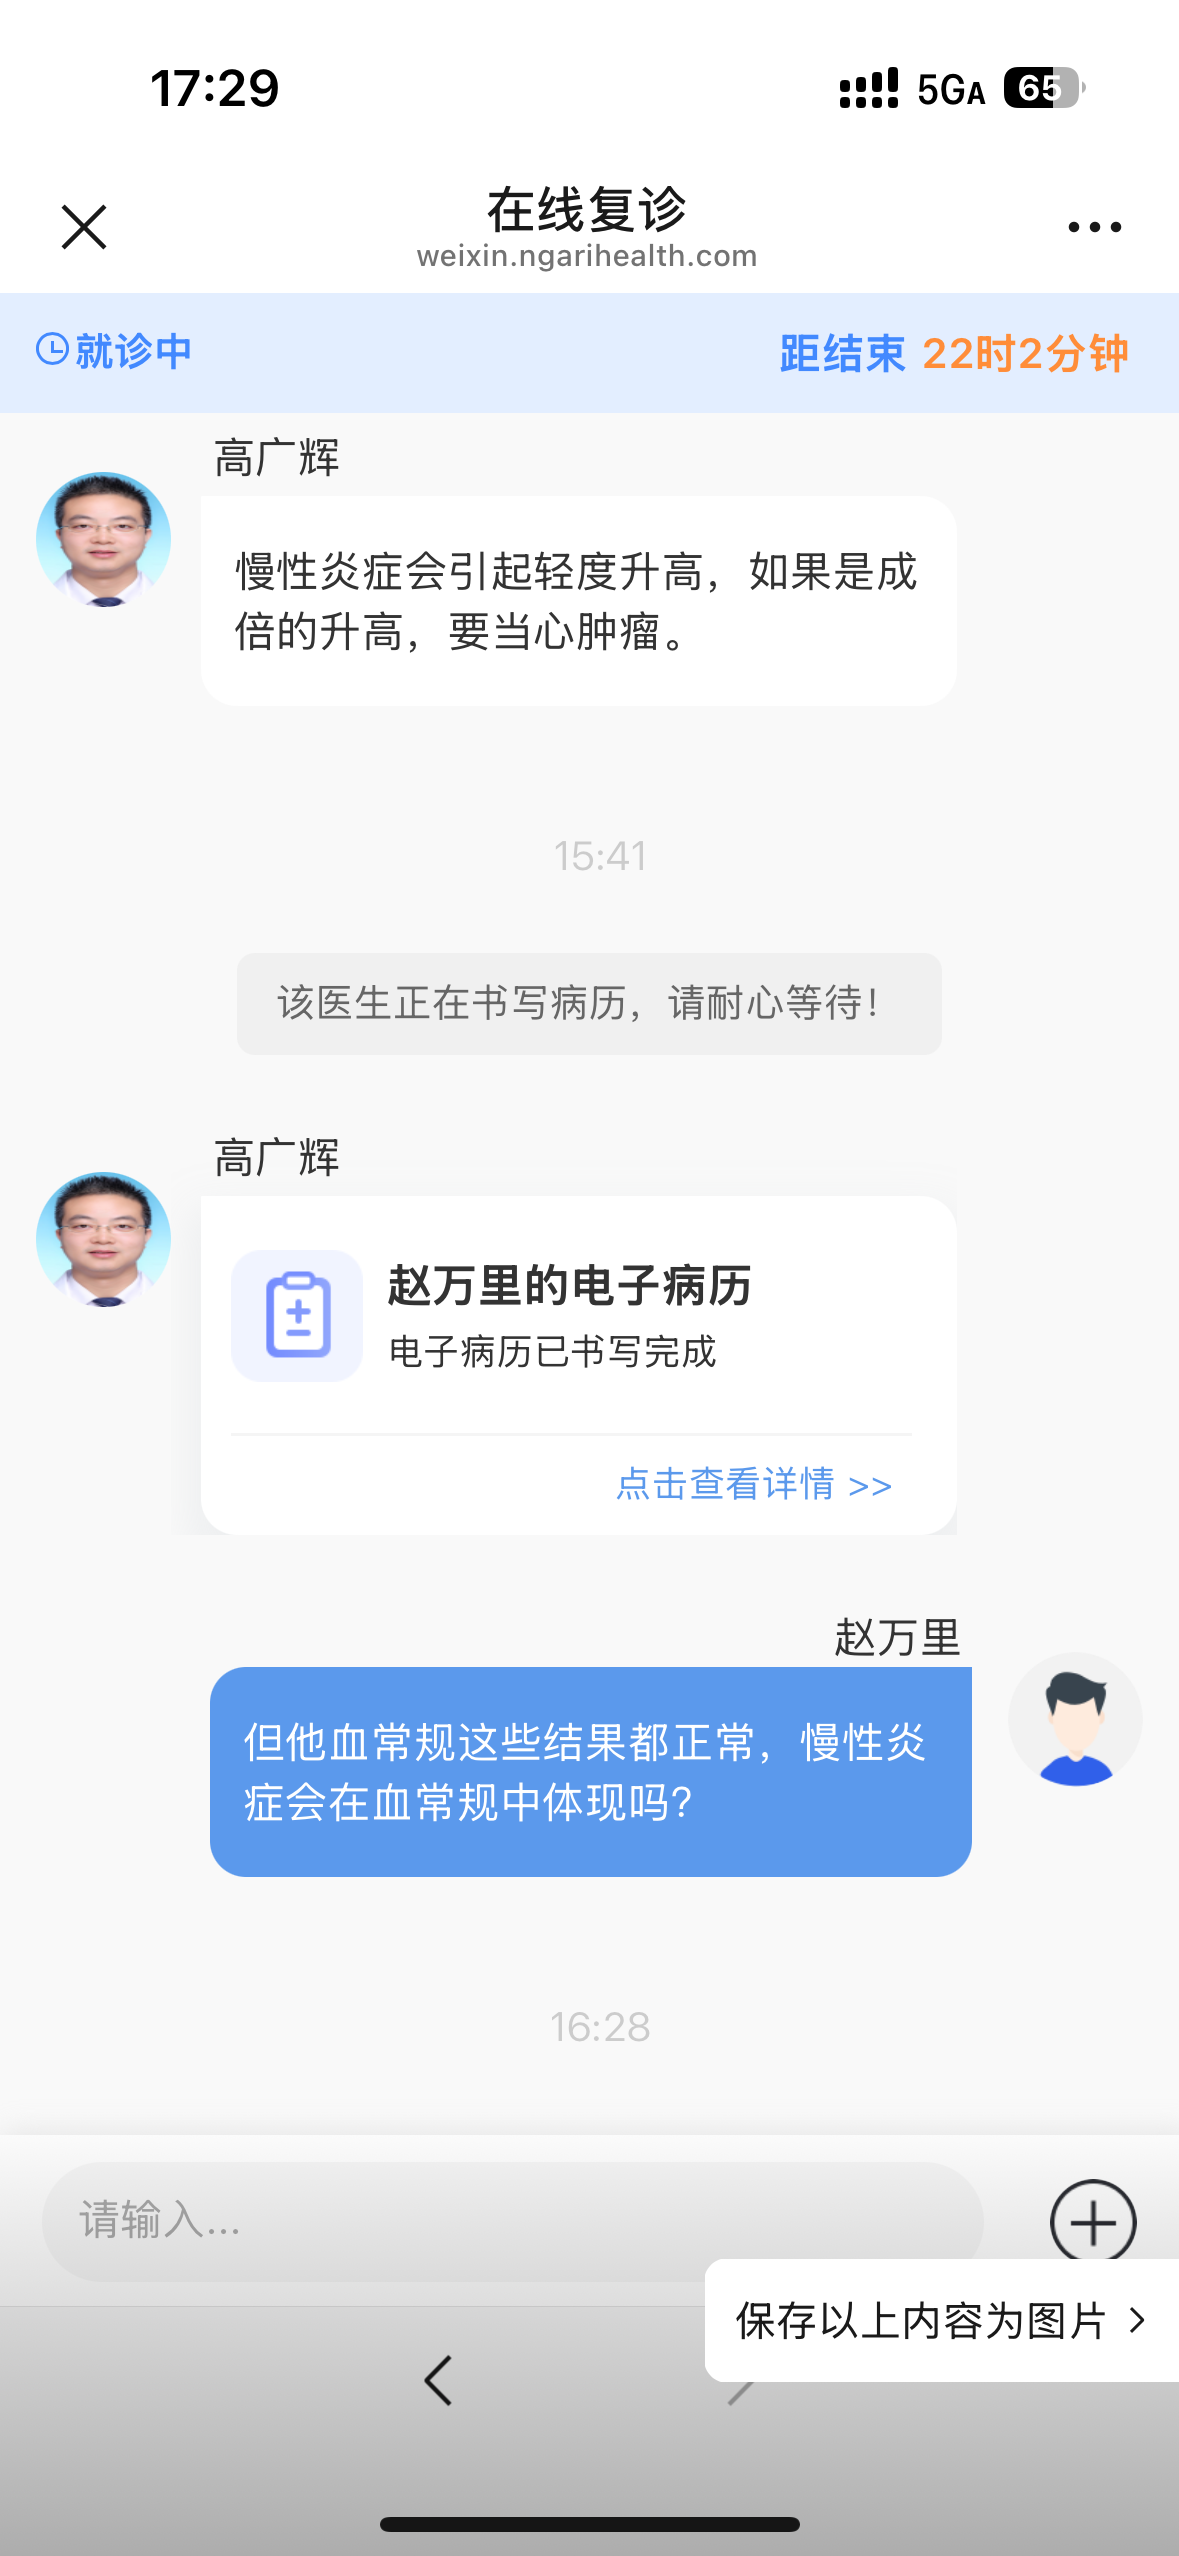 17:29
5GA
65
在线复诊
weixin.ngarihealth.com
就诊中
距结束 22时2分钟
高广辉
慢性炎症会引起轻度升高，如果是成
倍的升高，要当心肿瘤。
15:41
该医生正在书写病历，请耐心等待！
高广辉
赵万里的电子病历
电子病历已书写完成
点击查看详情 >>
赵万里
但他血常规这些结果都正常，慢性炎
症会在血常规中体现吗?
16:28
请输入...
保存以上内容为图片